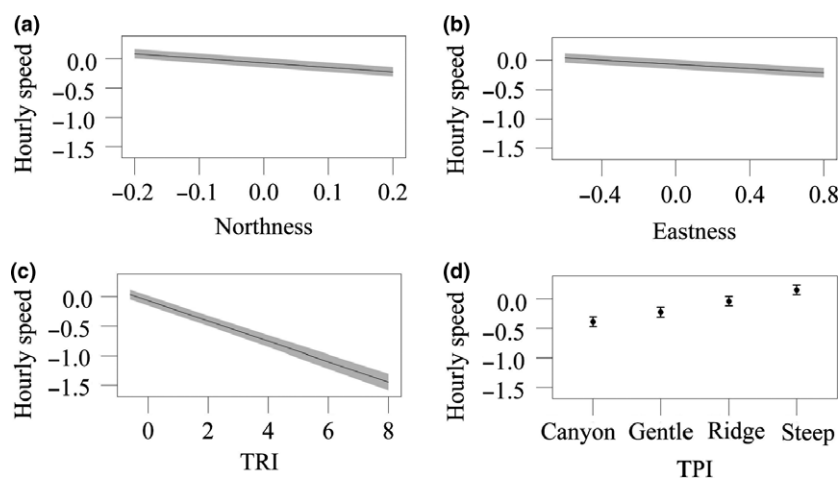 (a)
Hourly speed
0.0
−0.5
−1.0
−1.5
−0.2 −0.1 0.0 0.1 0.2
Northness
(b)
Hourly speed
0.0
−0.5
−1.0
−1.5
−0.4 0.0 0.4 0.8
Eastness
(c)
Hourly speed
0.0
−0.5
−1.0
−1.5
0 2 4 6 8
TRI
(d)
Hourly speed
0.0
−0.5
−1.0
−1.5
Canyon Gentle Ridge Steep
TPI